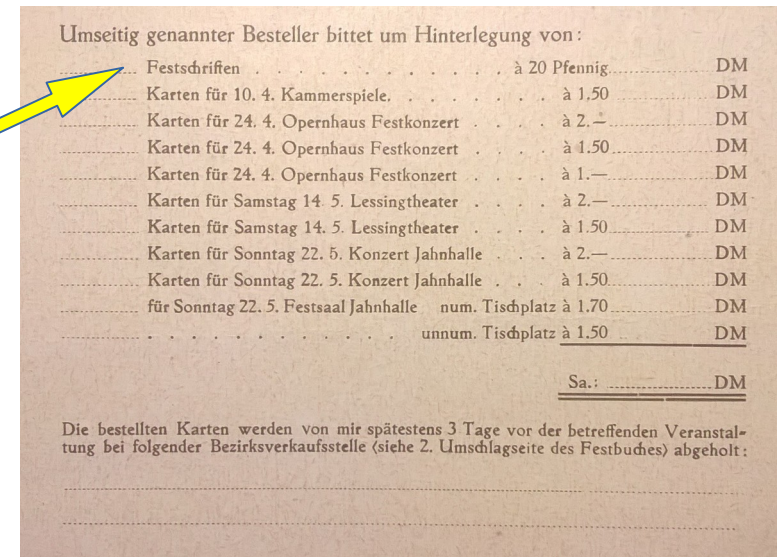 Umseitig genannter Besteller bittet um Hinterlegung von:
Festschriften . . . . . . . . . . . . à 20 Pfennig DM
Karten für 10. 4. Kammerspiele. . . . . . . . à 1.50 DM
Karten für 24. 4. Opernhaus Festkonzert . . . . à 2.— DM
Karten für 24. 4. Opernhaus Festkonzert . . . . à 1.50 DM
Karten für 24. 4. Opernhaus Festkonzert . . . . à 1.— DM
Karten für Samstag 14. 5. Lessingtheater . . . . à 2.— DM
Karten für Samstag 14. 5. Lessingtheater . . . . à 1.50 DM
Karten für Sonntag 22. 5. Konzert Jahnhalle . . . à 2.— DM
Karten für Sonntag 22. 5. Konzert Jahnhalle . . . à 1.50 DM
für Sonntag 22. 5. Festsaal Jahnhalle num. Tischplatz à 1.70 DM
. . . . . . . . . . . . . unnum. Tischplatz à 1.50 DM
Sa.: DM
Die bestellten Karten werden von mir spätestens 3 Tage vor der betreffenden Veranstal-
tung bei folgender Bezirksverkaufsstelle (siehe 2. Umschlagseite des Festbuches) abgeholt: